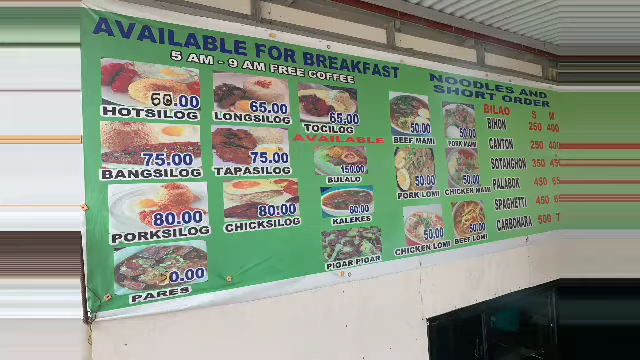 AVAILABLE FOR BREAKFAST
5 AM - 9 AM FREE COFFEE
60.00
HOTSILOG
65.00
LONGSILOG
65.00
TOCILOG
75.00
BANGSILOG
75.00
TAPASILOG
80.00
PORKSILOG
80.00
CHICKSILOG
0.00
PARES
AVAILABLE
150.00
BULALO
60.00
KALEKES
PIGAR PIGAR
NOODLES AND
SHORT ORDER
50.00
BEEF MAMI
50.00
PORK MAMI
50.00
PORK LOMI
50.00
CHICKEN MAMI
50.00
CHICKEN LOMI
50.00
BEEF LOMI
BILAO S M
BIHON 250 400
CANTON 250 400
SOTANGHON 350 450
PALABOK 450
SPAGHETTI 450
CARBONARA 500